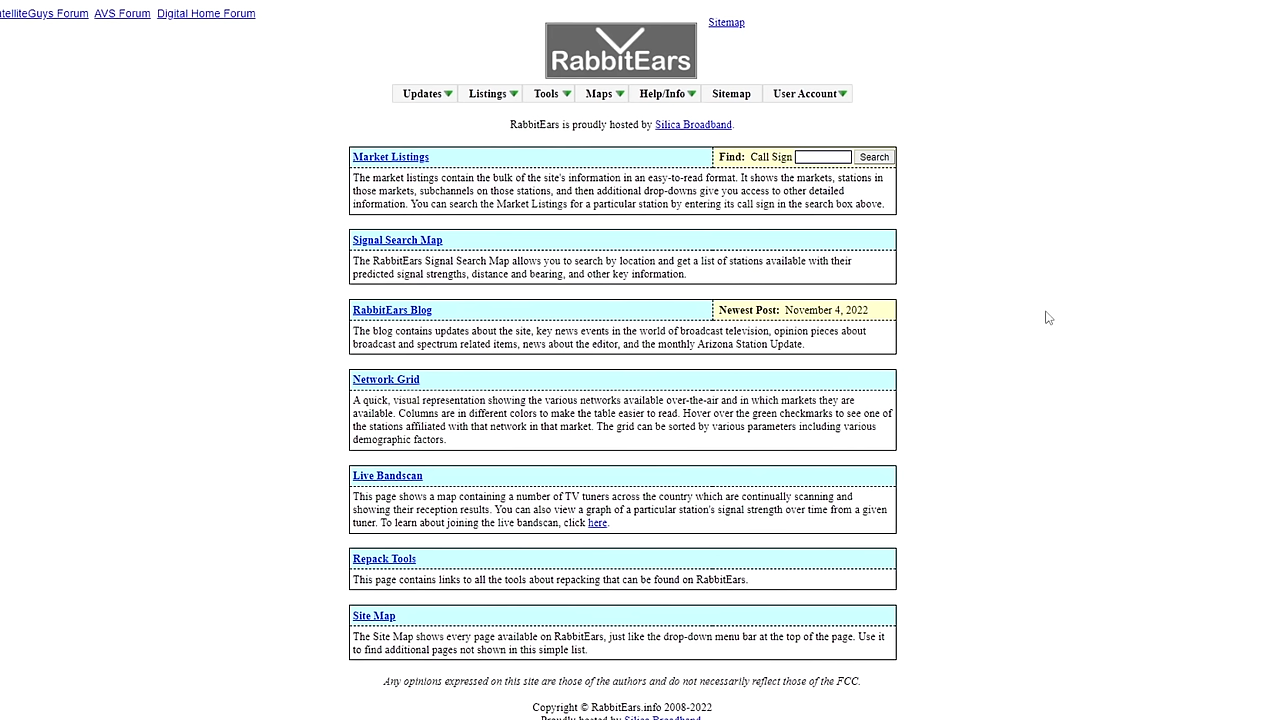 SatelliteGuys Forum AVS Forum Digital Home Forum
Sitemap
RabbitEars
Updates Listings Tools Maps Help/Info Sitemap User Account
RabbitEars is proudly hosted by Silica Broadband.
Market Listings Find: Call Sign Search
The market listings contain the bulk of the site's information in an easy-to-read format. It shows the markets, stations in
those markets, subchannels on those stations, and then additional drop-downs give you access to other detailed
information. You can search the Market Listings for a particular station by entering its call sign in the search box above.
Signal Search Map
The RabbitEars Signal Search Map allows you to search by location and get a list of stations available with their
predicted signal strengths, distance and bearing, and other key information.
RabbitEars Blog Newest Post: November 4, 2022
The blog contains updates about the site, key news events in the world of broadcast television, opinion pieces about
broadcast and spectrum related items, news about the editor, and the monthly Arizona Station Update.
Network Grid
A quick, visual representation showing the various networks available over-the-air and in which markets they are
available. Columns are in different colors to make the table easier to read. Hover over the green checkmarks to see one of
the stations affiliated with that network in that market. The grid can be sorted by various parameters including various
demographic factors.
Live Bandscan
This page shows a map containing a number of TV tuners across the country which are continually scanning and
showing their reception results. You can also view a graph of a particular station's signal strength over time from a given
tuner. To learn about joining the live bandscan, click here.
Repack Tools
This page contains links to all the tools about repacking that can be found on RabbitEars.
Site Map
The Site Map shows every page available on RabbitEars, just like the drop-down menu bar at the top of the page. Use it
to find additional pages not shown in this simple list.
Any opinions expressed on this site are those of the authors and do not necessarily reflect those of the FCC.
Copyright © RabbitEars.info 2008-2022
Proudly hosted by Silica Broadband